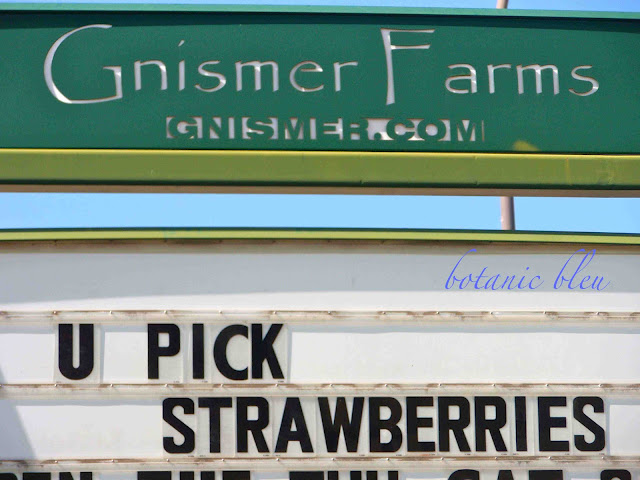 Gnismer Farms
GNISMER.COM
botanic bleu
U PICK
STRAWBERRIES